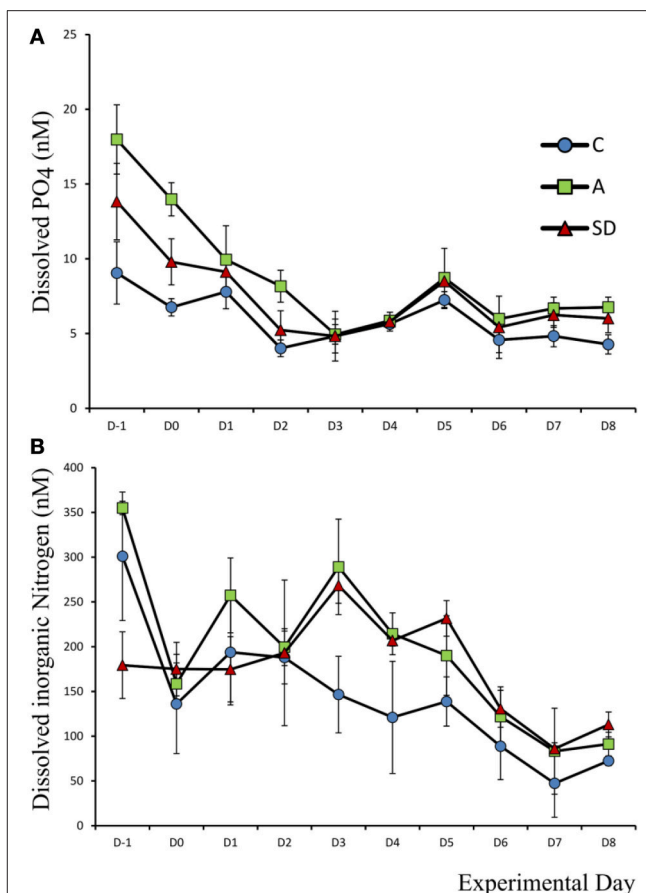 A
25
20
15
10
5
0
Dissolved PO4 (nM)
C
A
SD
D-1 D0 D1 D2 D3 D4 D5 D6 D7 D8
B
400
350
300
250
200
150
100
50
0
Dissolved inorganic Nitrogen (nM)
D-1 D0 D1 D2 D3 D4 D5 D6 D7 D8
Experimental Day